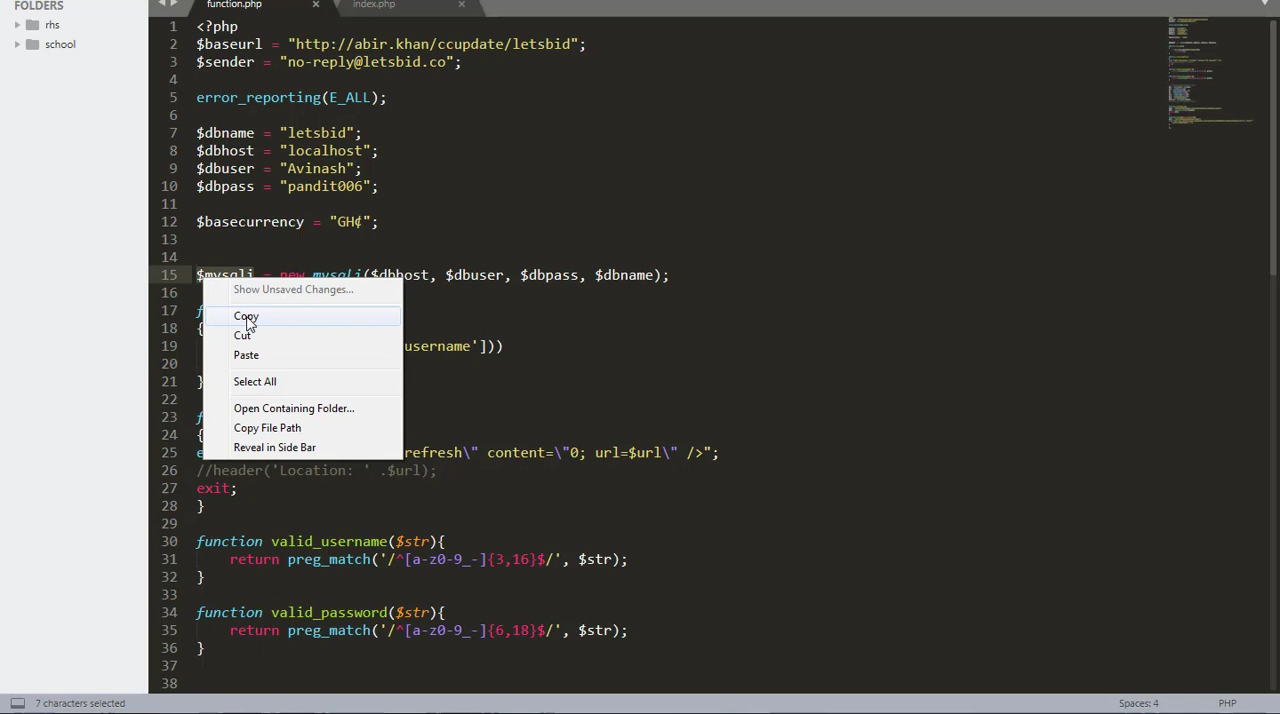 FOLDERS
rhs
school
function.php
index.php
1 <?php
2 $baseurl = "http://abir.khan/ccupdate/letsbid";
3 $sender = "no-reply@letsbid.co";
4
5 error_reporting(E_ALL);
6
7 $dbname = "letsbid";
8 $dbhost = "localhost";
9 $dbuser = "Avinash";
10 $dbpass = "pandit006";
11
12 $basecurrency = "GH¢";
13
14
15 $mysqli = new mysqli($dbhost, $dbuser, $dbpass, $dbname);
16
Show Unsaved Changes...
17 f
Copy
18 {
Cut
19 username']))
Paste
20
21 }
Select All
22
Open Containing Folder...
23 f
Copy File Path
24 {
Reveal in Side Bar
25 e refresh\" content=\"0; url=$url\" />";
26 //header('Location: ' .$url);
27 exit;
28 }
29
30 function valid_username($str){
31 return preg_match('/^[a-z0-9_-]{3,16}$/', $str);
32 }
33
34 function valid_password($str){
35 return preg_match('/^[a-z0-9_-]{6,18}$/', $str);
36 }
37
38
7 characters selected
Spaces: 4
PHP